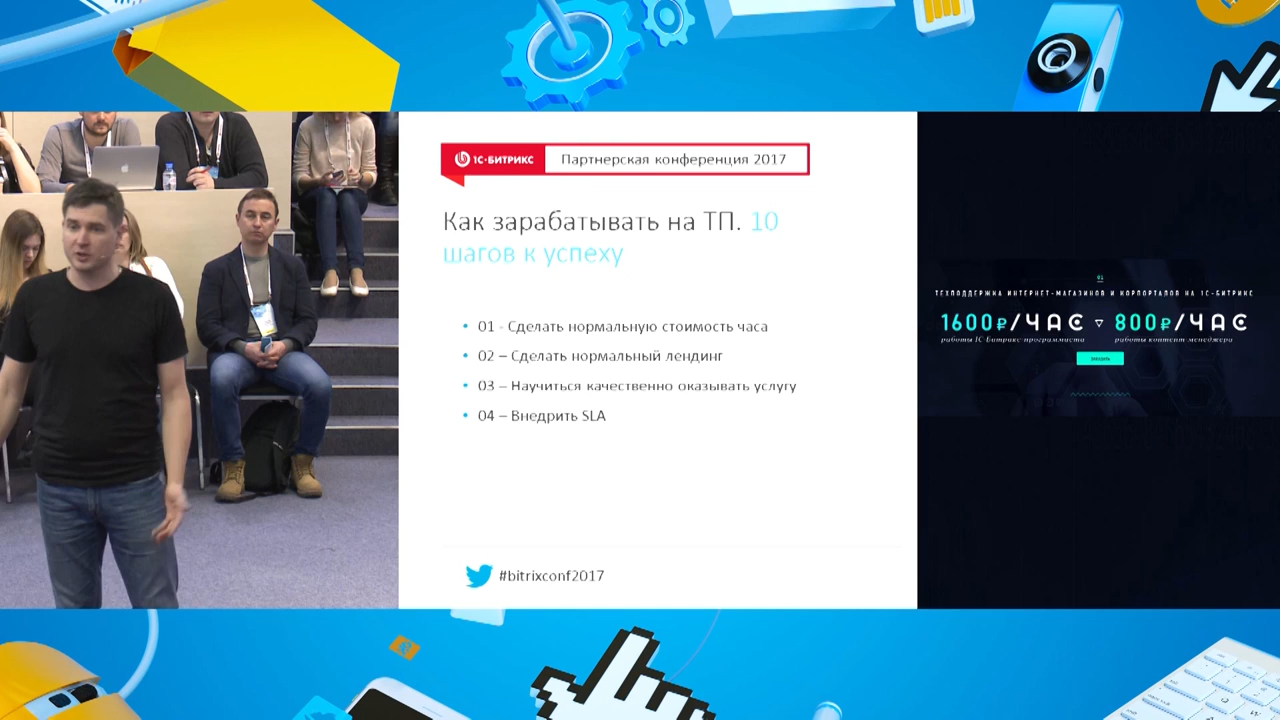 1С·БИТРИКС Партнерская конференция 2017
Как зарабатывать на ТП. 10
шагов к успеху
• 01 - Сделать нормальную стоимость часа
• 02 – Сделать нормальный лендинг
• 03 – Научиться качественно оказывать услугу
• 04 – Внедрить SLA
#bitrixconf2017
01
ТЕХПОДДЕРЖКА ИНТЕРНЕТ-МАГАЗИНОВ И КОРПОРТАЛОВ НА 1С-БИТРИКС
1600₽/ЧАС ▽ 800₽/ЧАС
работы 1С-Битрикс-программиста работы контент-менеджера